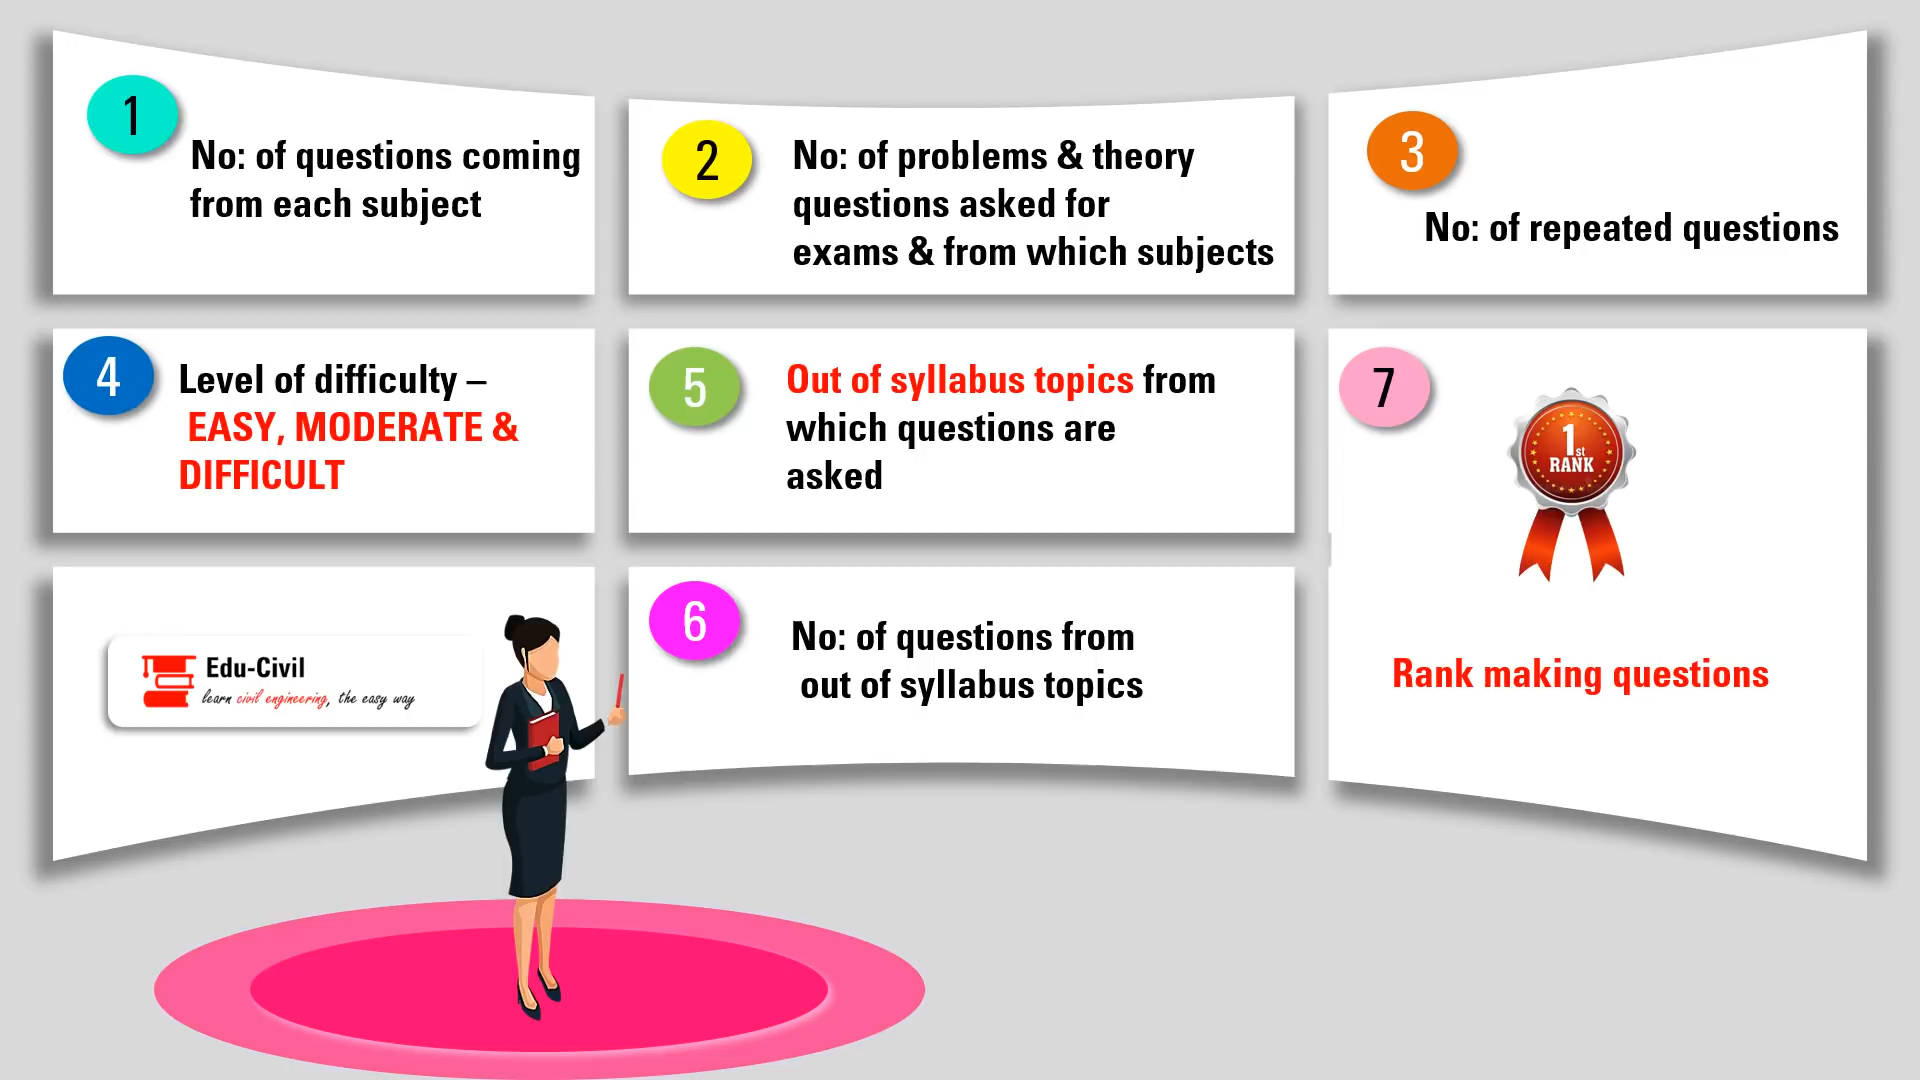 1
No: of questions coming
from each subject
2
No: of problems & theory
questions asked for
exams & from which subjects
3
No: of repeated questions
4
Level of difficulty –
EASY, MODERATE &
DIFFICULT
5
Out of syllabus topics from
which questions are
asked
7
1st
RANK
Rank making questions
Edu-Civil
learn civil engineering, the easy way
6
No: of questions from
out of syllabus topics